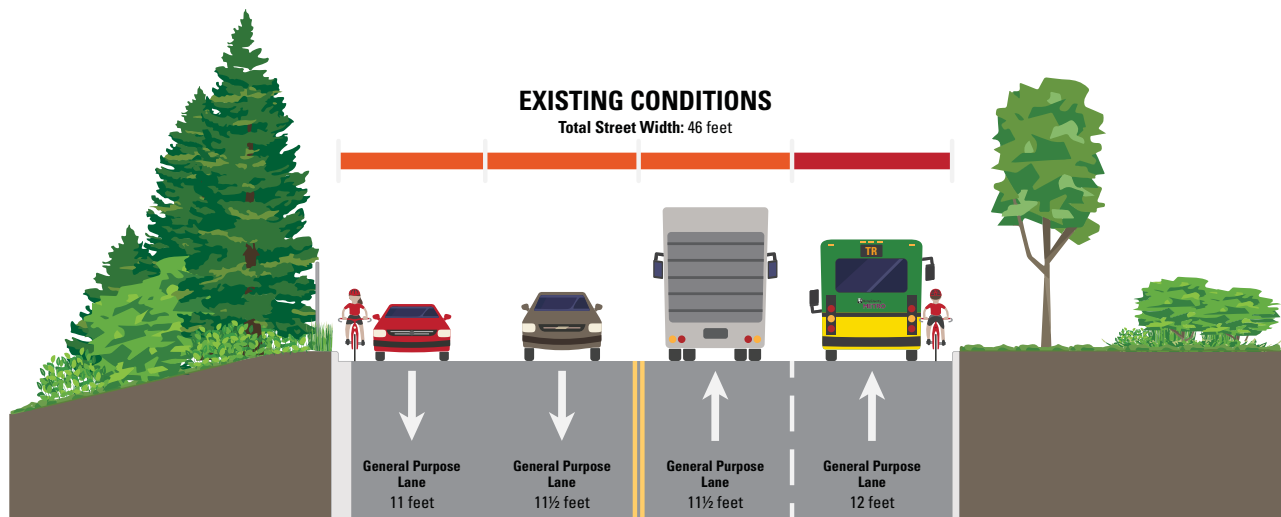 EXISTING CONDITIONS
Total Street Width: 46 feet
TR
General Purpose
Lane
11 feet
General Purpose
Lane
11½ feet
General Purpose
Lane
11½ feet
General Purpose
Lane
12 feet